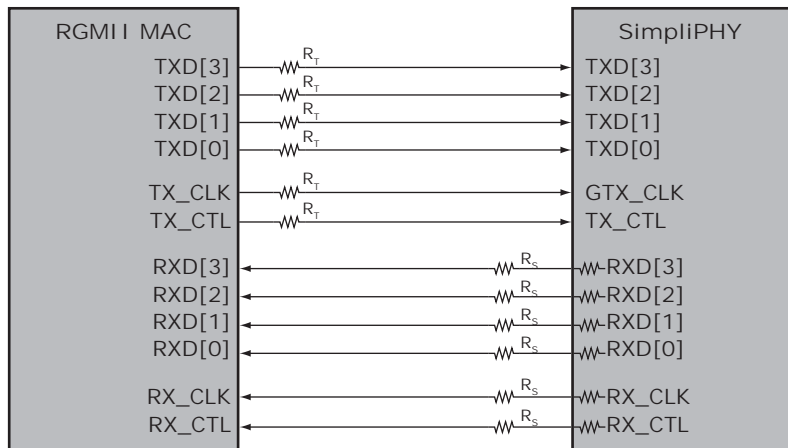 RGMII MAC SimpliPHY
TXD[3] R_T TXD[3]
TXD[2] R_T TXD[2]
TXD[1] R_T TXD[1]
TXD[0] R_T TXD[0]
TX_CLK R_T GTX_CLK
TX_CTL R_T TX_CTL
RXD[3] R_S RXD[3]
RXD[2] R_S RXD[2]
RXD[1] R_S RXD[1]
RXD[0] R_S RXD[0]
RX_CLK R_S RX_CLK
RX_CTL R_S RX_CTL